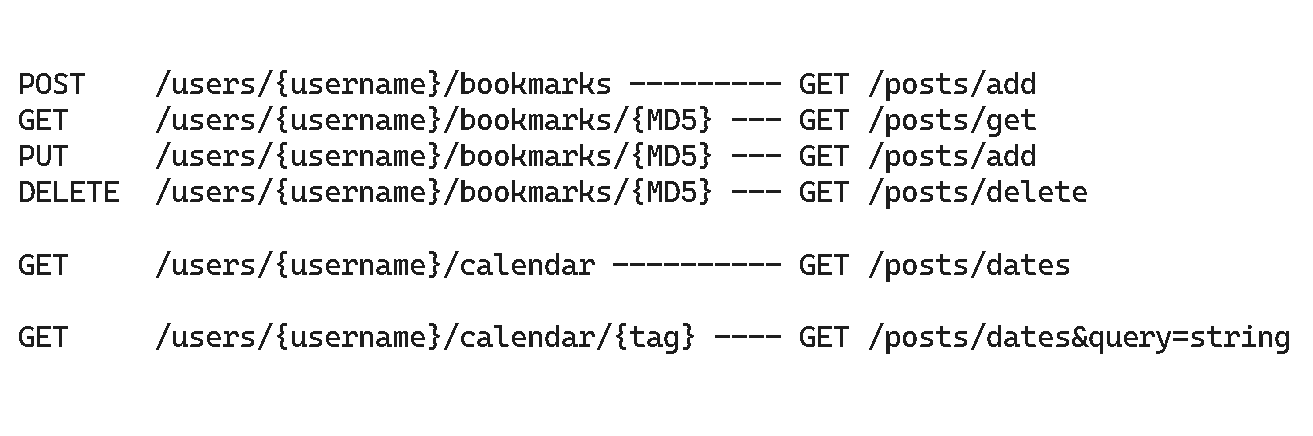 POST /users/{username}/bookmarks --------- GET /posts/add
GET /users/{username}/bookmarks/{MD5} --- GET /posts/get
PUT /users/{username}/bookmarks/{MD5} --- GET /posts/add
DELETE /users/{username}/bookmarks/{MD5} --- GET /posts/delete
GET /users/{username}/calendar ---------- GET /posts/dates
GET /users/{username}/calendar/{tag} ---- GET /posts/dates&query=string